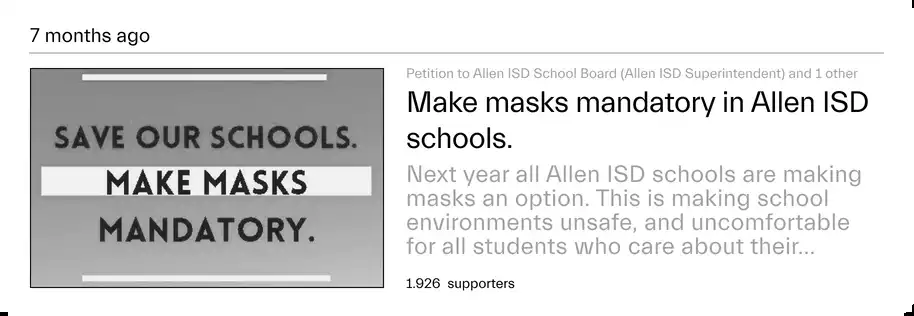 7 months ago
SAVE OUR SCHOOLS.
MAKE MASKS
MANDATORY.
Petition to Allen ISD School Board (Allen ISD Superintendent) and 1 other
Make masks mandatory in Allen ISD
schools.
Next year all Allen ISD schools are making
masks an option. This is making school
environments unsafe, and uncomfortable
for all students who care about their...
1.926 supporters